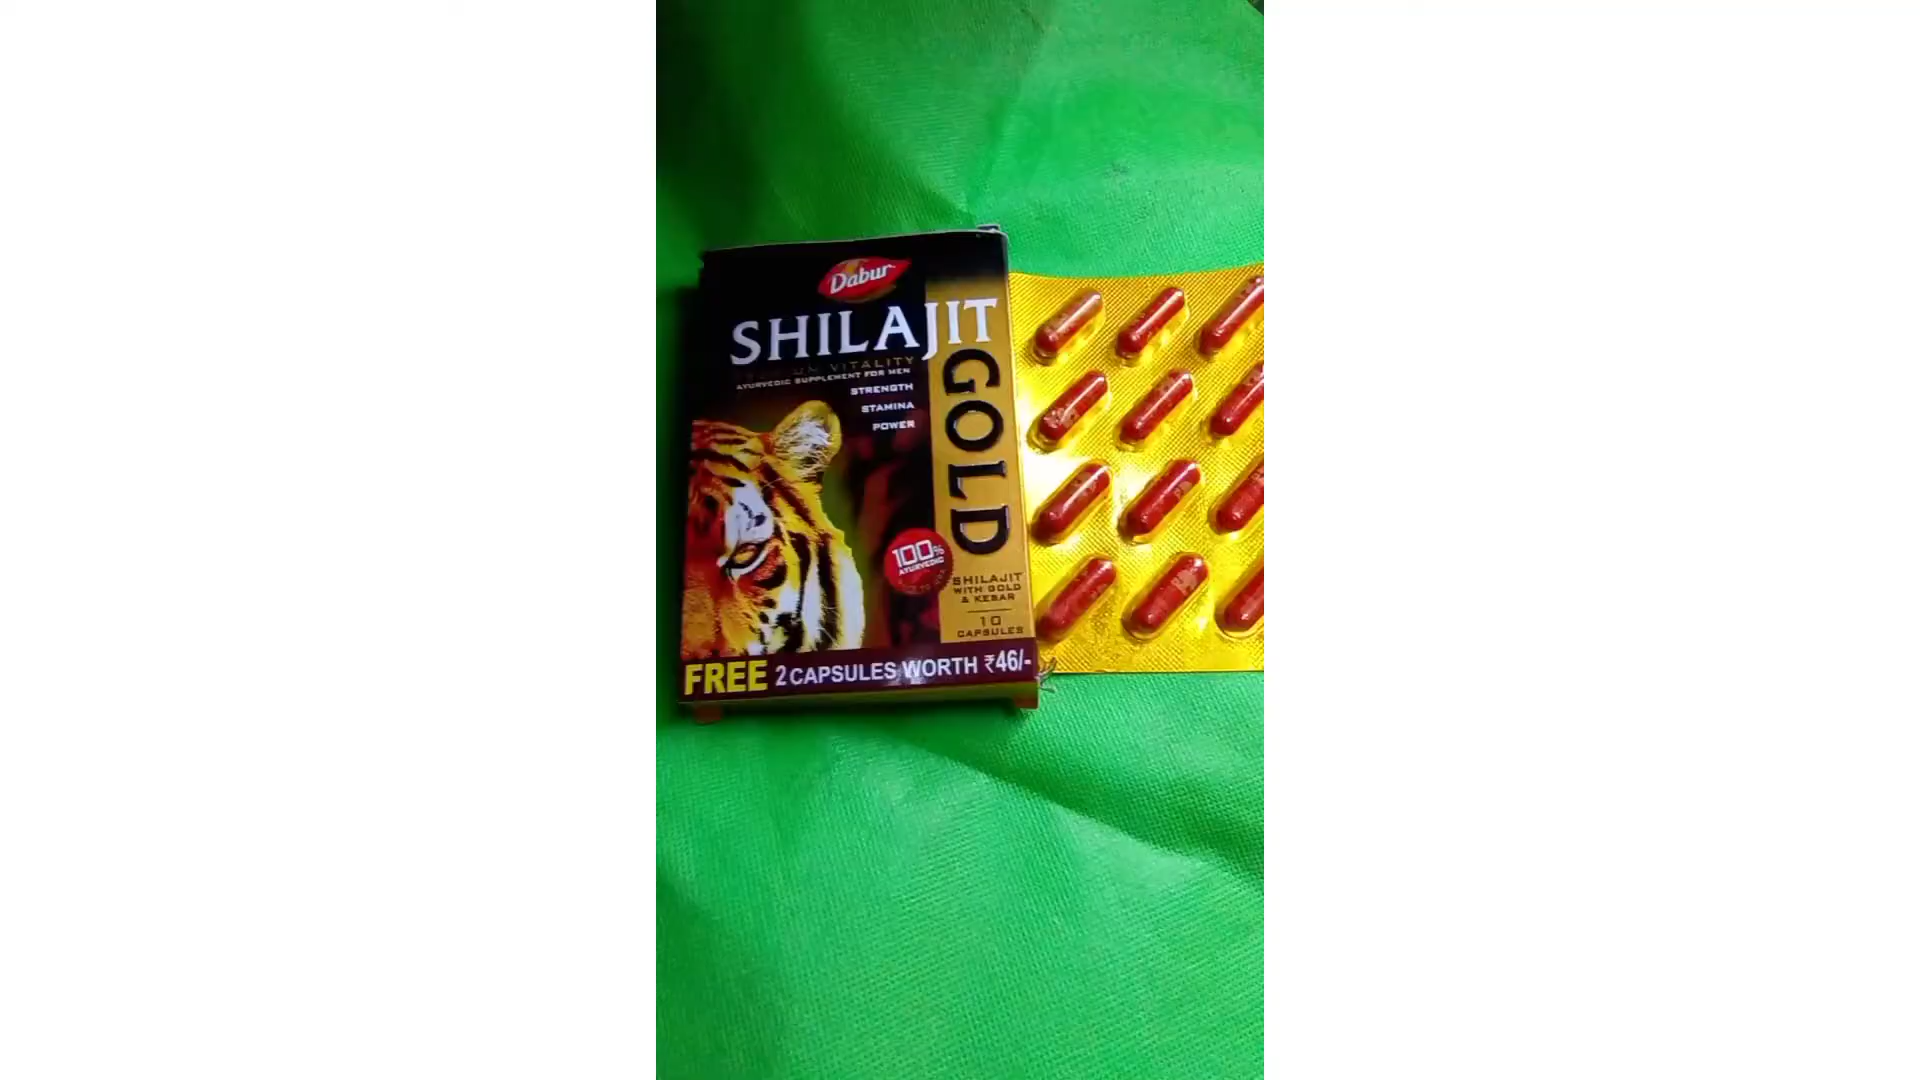 Dabur
SHILAJIT
GOLD
VITALITY
AYURVEDIC SUPPLEMENT FOR MEN
STRENGTH
STAMINA
POWER
100%
AYURVEDIC
SHILAJIT
WITH GOLD
& KESAR
10
CAPSULES
FREE 2 CAPSULES WORTH ₹46/-